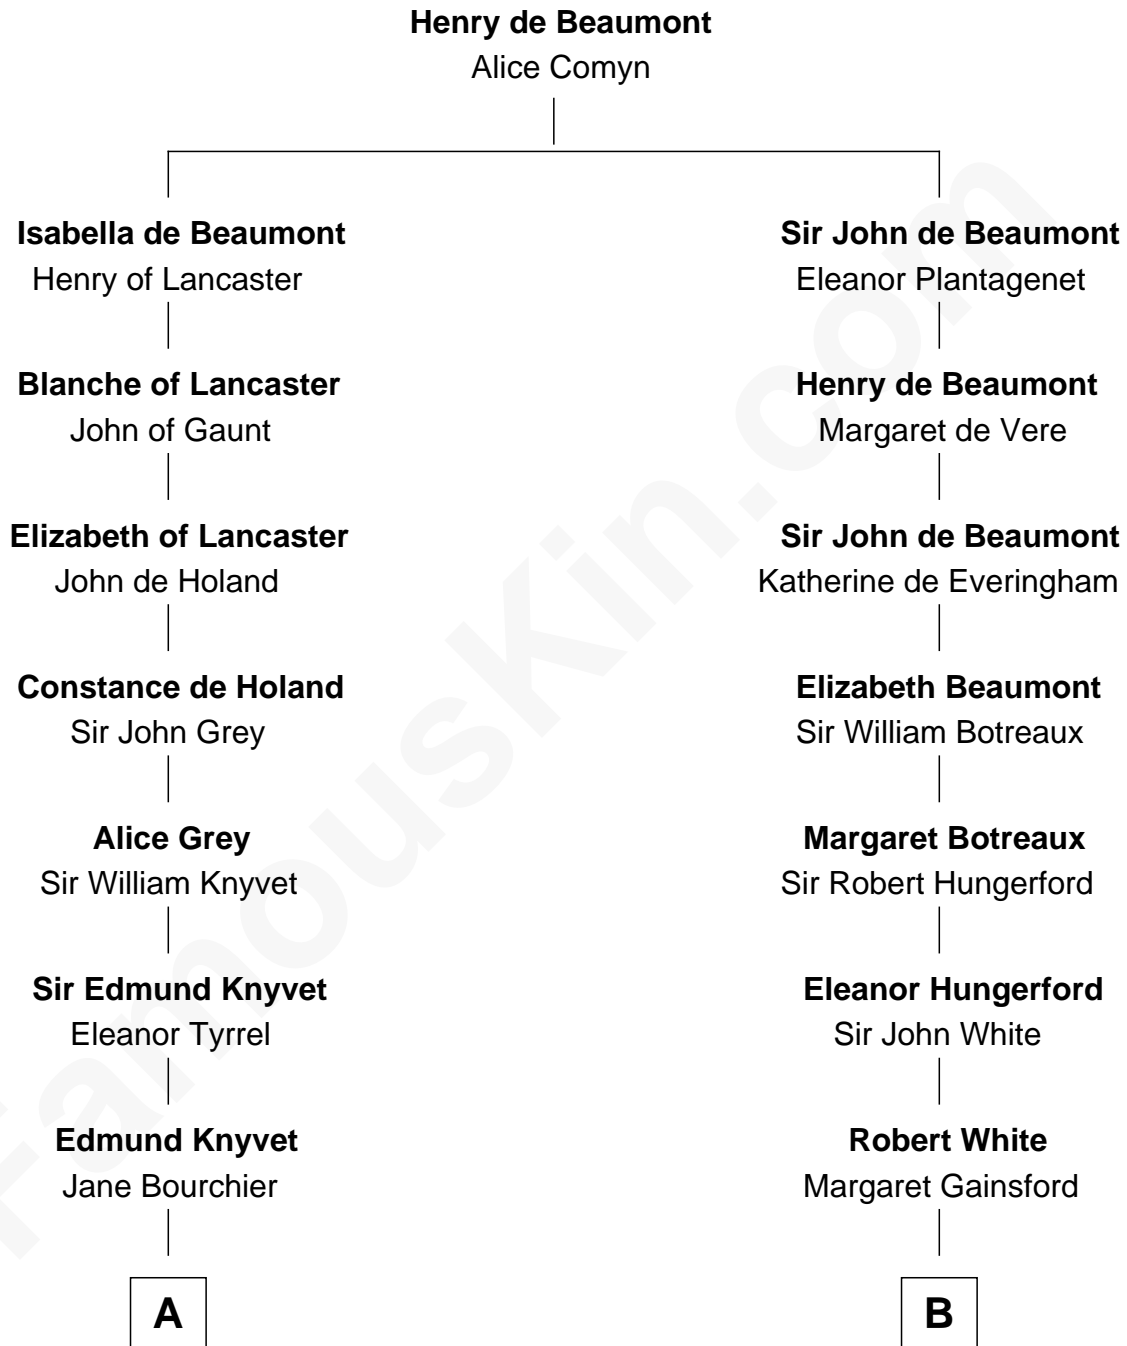 Henry de Beaumont
Alice Comyn
Isabella de Beaumont
Henry of Lancaster
Sir John de Beaumont
Eleanor Plantagenet
Blanche of Lancaster
John of Gaunt
Henry de Beaumont
Margaret de Vere
Elizabeth of Lancaster
John de Holand
Sir John de Beaumont
Katherine de Everingham
Constance de Holand
Sir John Grey
Elizabeth Beaumont
Sir William Botreaux
Alice Grey
Sir William Knyvet
Margaret Botreaux
Sir Robert Hungerford
Sir Edmund Knyvet
Eleanor Tyrrel
Eleanor Hungerford
Sir John White
Edmund Knyvet
Jane Bourchier
Robert White
Margaret Gainsford
A
B
FamousKin.com